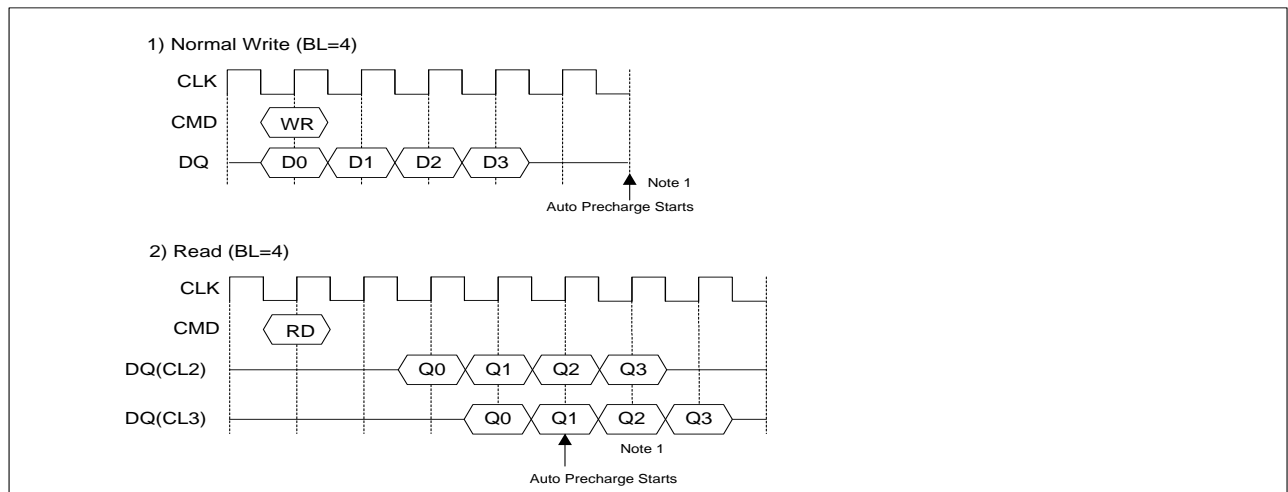 1) Normal Write (BL=4)
CLK
CMD WR
DQ D0 D1 D2 D3
Note 1
Auto Precharge Starts
2) Read (BL=4)
CLK
CMD RD
DQ(CL2) Q0 Q1 Q2 Q3
DQ(CL3) Q0 Q1 Q2 Q3
Note 1
Auto Precharge Starts